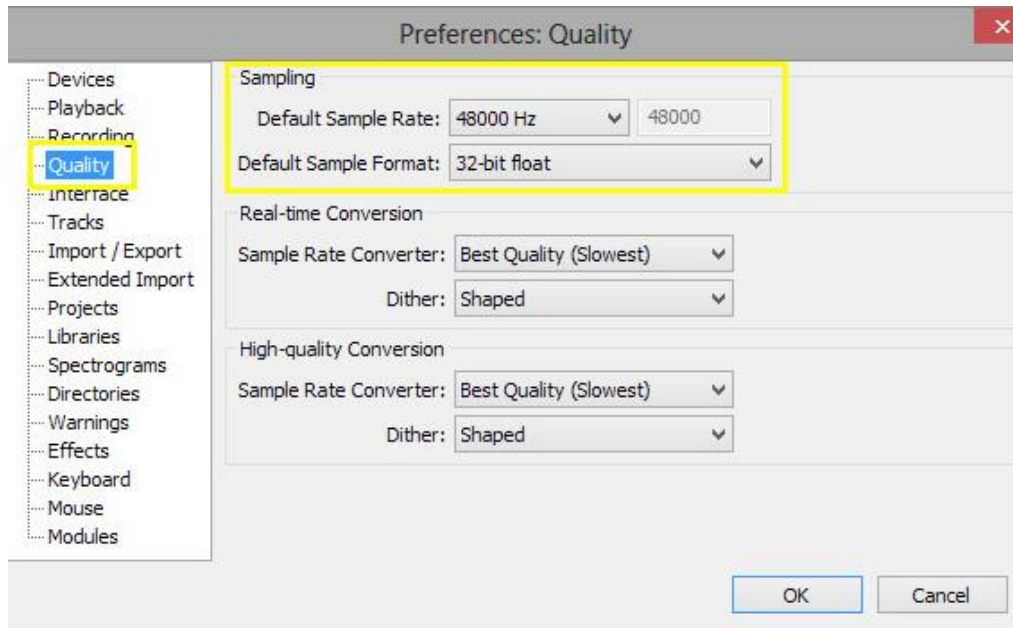 Preferences: Quality
Devices
Playback
Recording
Quality
Interface
Tracks
Import / Export
Extended Import
Projects
Libraries
Spectrograms
Directories
Warnings
Effects
Keyboard
Mouse
Modules
Sampling
Default Sample Rate: 48000 Hz 48000
Default Sample Format: 32-bit float
Real-time Conversion
Sample Rate Converter: Best Quality (Slowest)
Dither: Shaped
High-quality Conversion
Sample Rate Converter: Best Quality (Slowest)
Dither: Shaped
OK Cancel